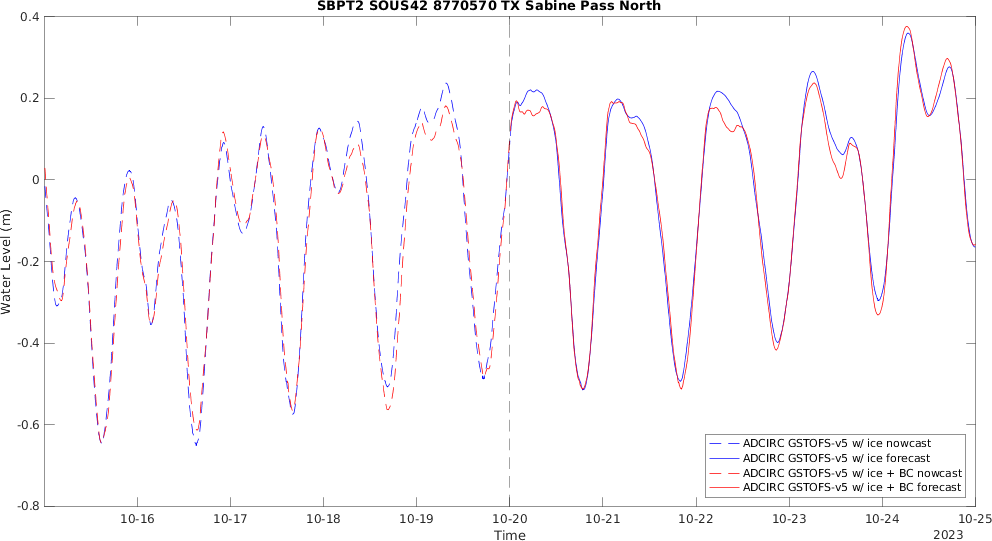 SBPT2 SOUS42 8770570 TX Sabine Pass North
0.4
0.2
0
-0.2
-0.4
-0.6
-0.8
Water Level (m)
10-16
10-17
10-18
10-19
10-20
10-21
10-22
10-23
10-24
10-25
Time
2023
ADCIRC GSTOFS-v5 w/ ice nowcast
ADCIRC GSTOFS-v5 w/ ice forecast
ADCIRC GSTOFS-v5 w/ ice + BC nowcast
ADCIRC GSTOFS-v5 w/ ice + BC forecast